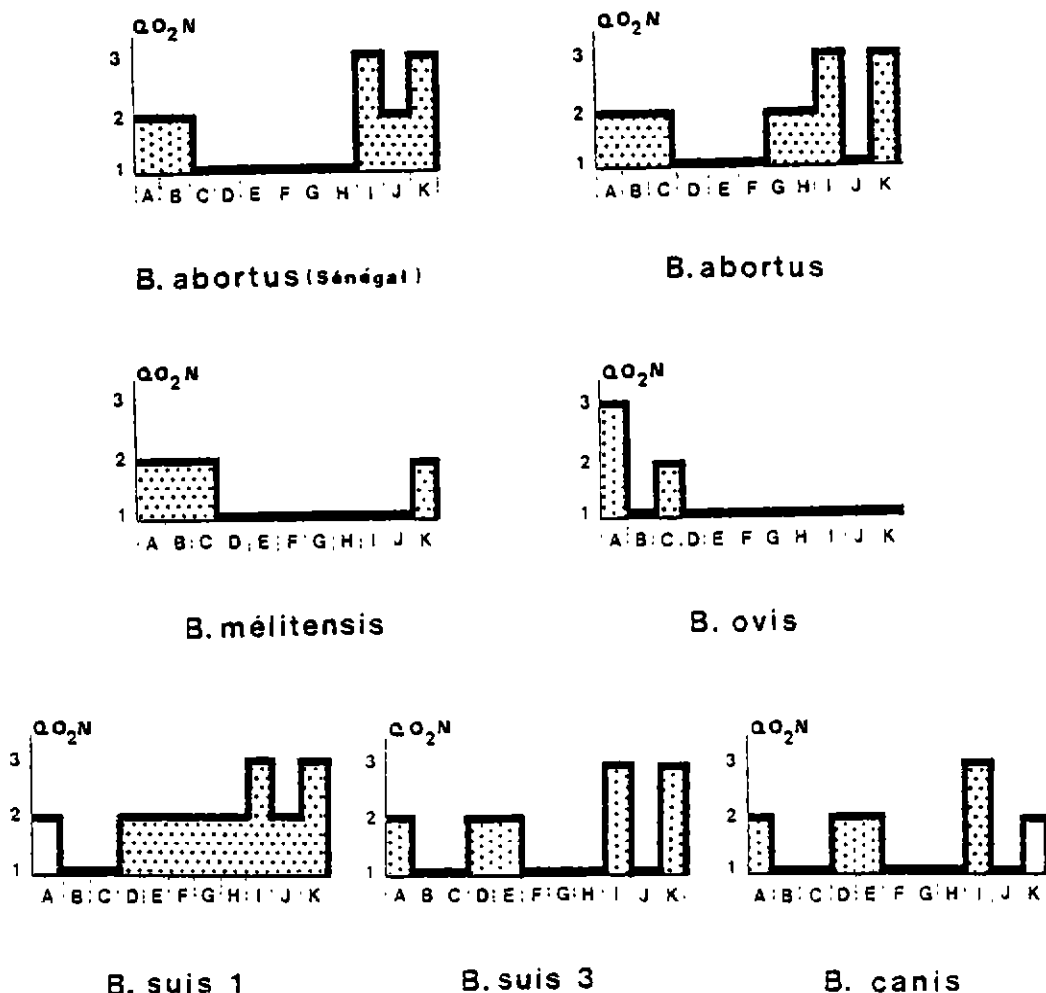 QO2N
3
2
1
A B C D E F G H I J K
B. abortus (Sénégal)
QO2N
3
2
1
A B C D E F G H I J K
B. abortus
QO2N
3
2
1
A B C D E F G H I J K
B. mélitensis
QO2N
3
2
1
A B C D E F G H I J K
B. ovis
QO2N
3
2
1
A B C D E F G H I J K
B. suis 1
QO2N
3
2
1
A B C D E F G H I J K
B. suis 3
QO2N
3
2
1
A B C D E F G H I J K
B. canis